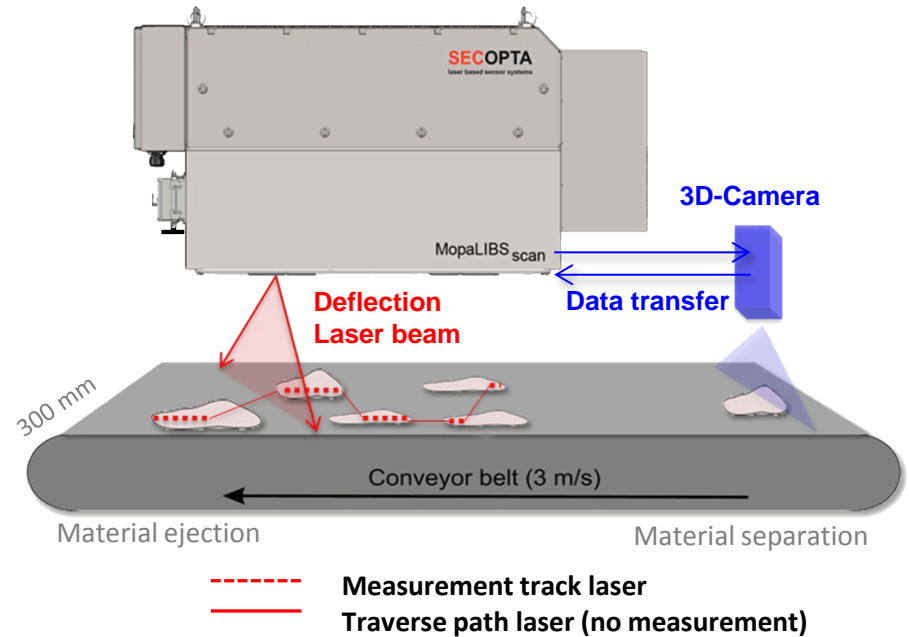 SECOPTA
laser based sensor systems
3D-Camera
MopaLIBS scan
Deflection
Laser beam
Data transfer
300 mm
Conveyor belt (3 m/s)
Material ejection
Material separation
Measurement track laser
Traverse path laser (no measurement)